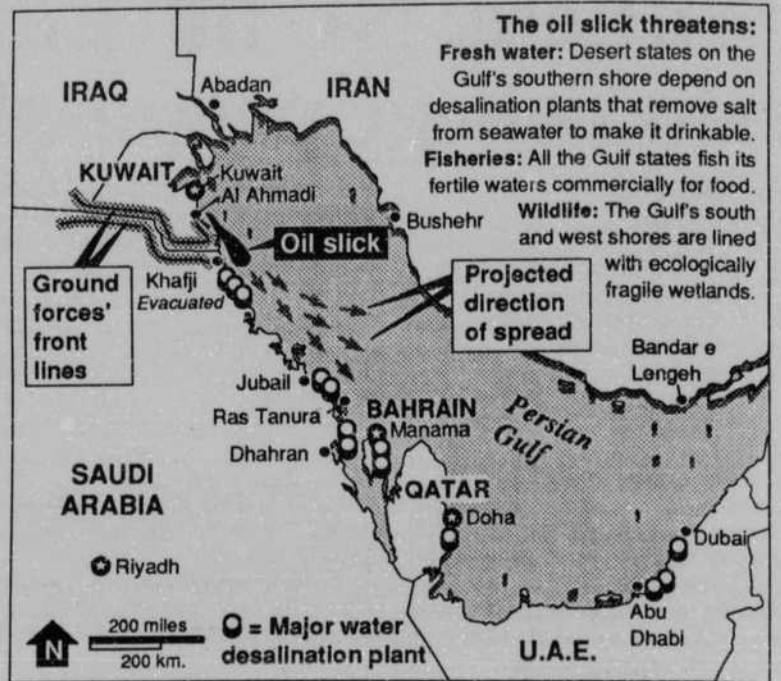 The oil slick threatens:
Fresh water: Desert states on the
Gulf's southern shore depend on
desalination plants that remove salt
from seawater to make it drinkable.
Fisheries: All the Gulf states fish its
fertile waters commercially for food.
Wildlife: The Gulf's south
and west shores are lined
with ecologically
fragile wetlands.
IRAQ
Abadan
IRAN
KUWAIT
Kuwait
Al Ahmadi
Bushehr
Oil slick
Ground
forces'
front
lines
Khafji
Evacuated
Projected
direction
of spread
Bandar e
Lengeh
Jubail
Ras Tanura
BAHRAIN
Manama
Persian
Gulf
Dhahran
SAUDI
ARABIA
QATAR
Doha
Dubai
Riyadh
Abu
Dhabi
U.A.E.
N
200 miles
200 km.
= Major water
desalination plant